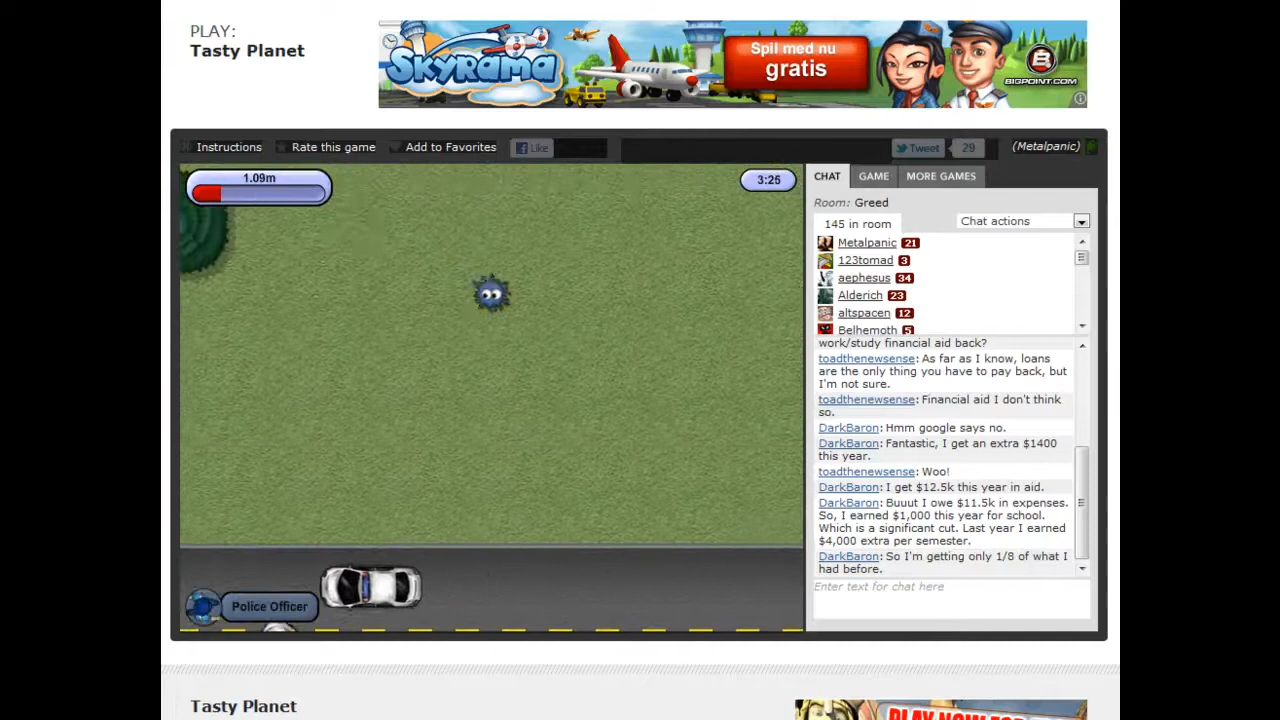 PLAY:
Tasty Planet
SKYRAMA
Spil med nu
gratis
BIGPOINT.COM
Instructions
Rate this game
Add to Favorites
Like
Tweet
29
(Metalpanic)
1.09m
3:25
CHAT
GAME
MORE GAMES
Room: Greed
145 in room
Chat actions
Metalpanic 21
123tomad 3
aephesus 34
Alderich 23
altspacen 12
Belhemoth 5
work/study financial aid back?
toadthenewsense: As far as I know, loans
are the only thing you have to pay back, but
I'm not sure.
toadthenewsense: Financial aid I don't think
so.
DarkBaron: Hmm google says no.
DarkBaron: Fantastic, I get an extra $1400
this year.
toadthenewsense: Woo!
DarkBaron: I get $12.5k this year in aid.
DarkBaron: Buuut I owe $11.5k in expenses.
So, I earned $1,000 this year for school.
Which is a significant cut. Last year I earned
$4,000 extra per semester.
DarkBaron: So I'm getting only 1/8 of what I
had before.
Enter text for chat here
Police Officer
Tasty Planet
PLAY NOW FOR